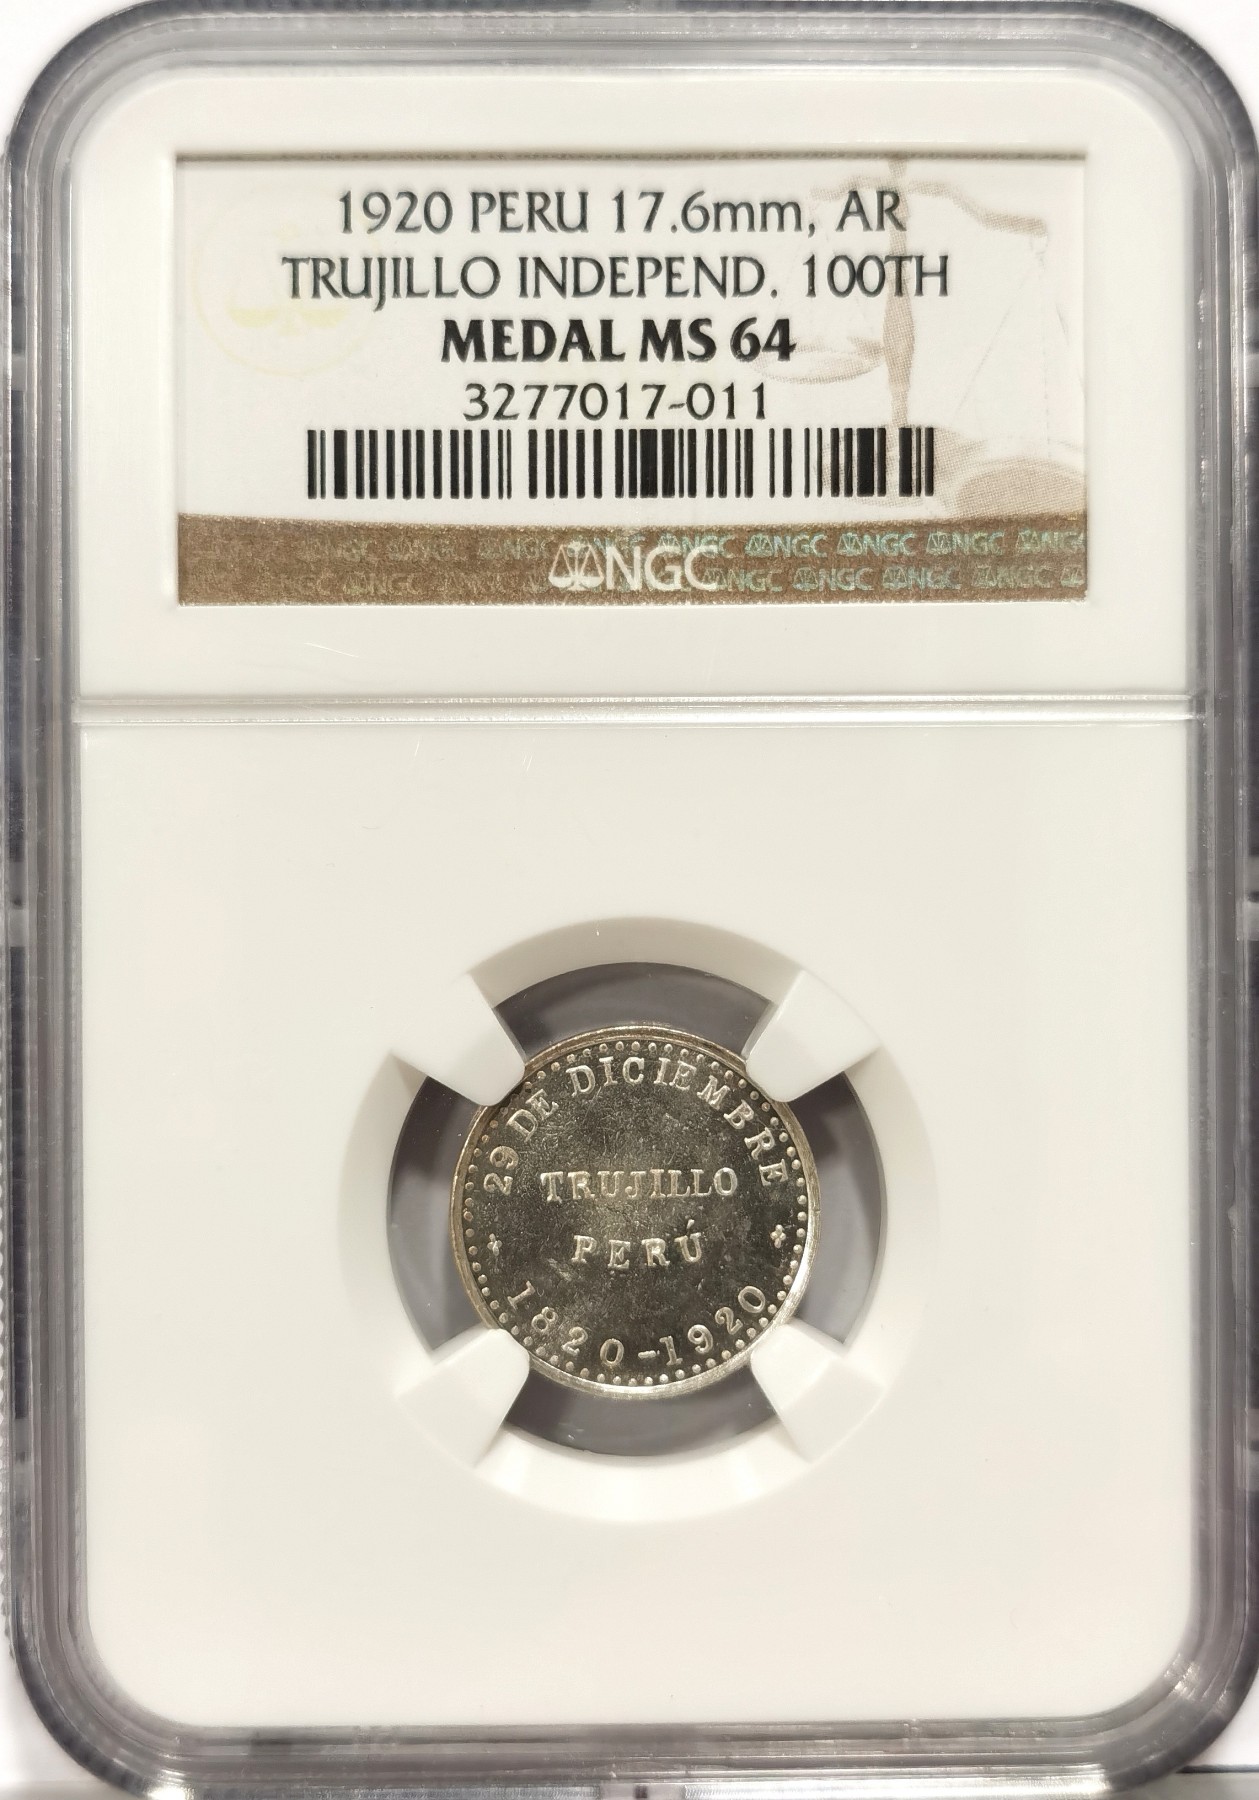 1920 PERU 17.6mm, AR
TRUJILLO INDEPEND. 100TH
MEDAL MS 64
3277017-011
NGC
29 DE DICIEMBRE
TRUJILLO
PERÚ
1820-1920